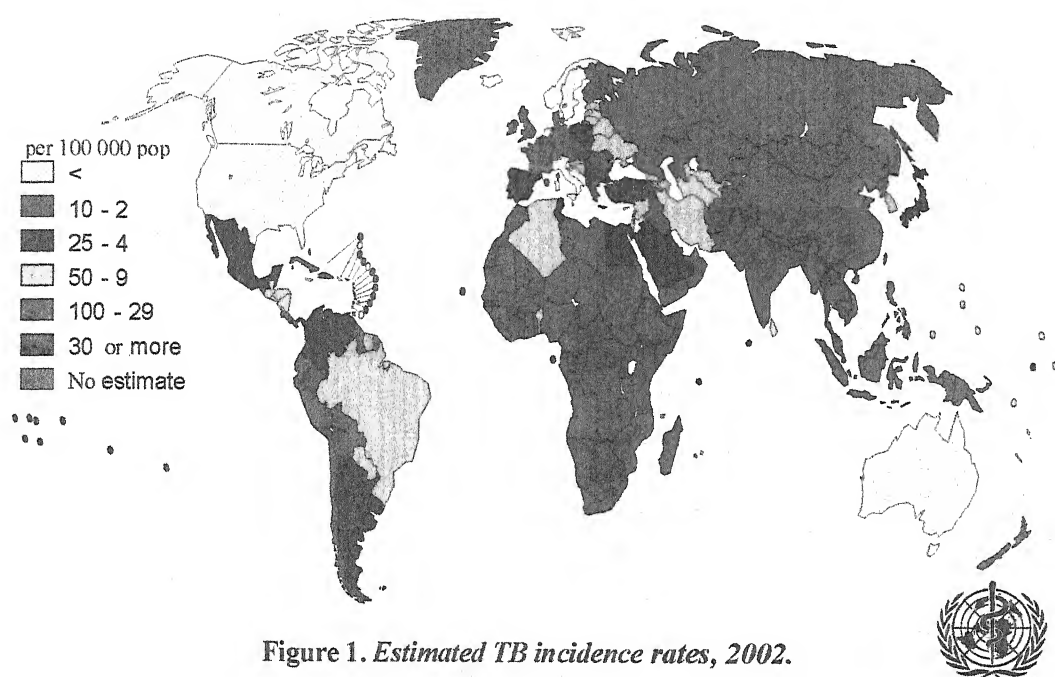 per 100 000 pop
<
10 - 2
25 - 4
50 - 9
100 - 29
30 or more
No estimate
Figure 1. Estimated TB incidence rates, 2002.